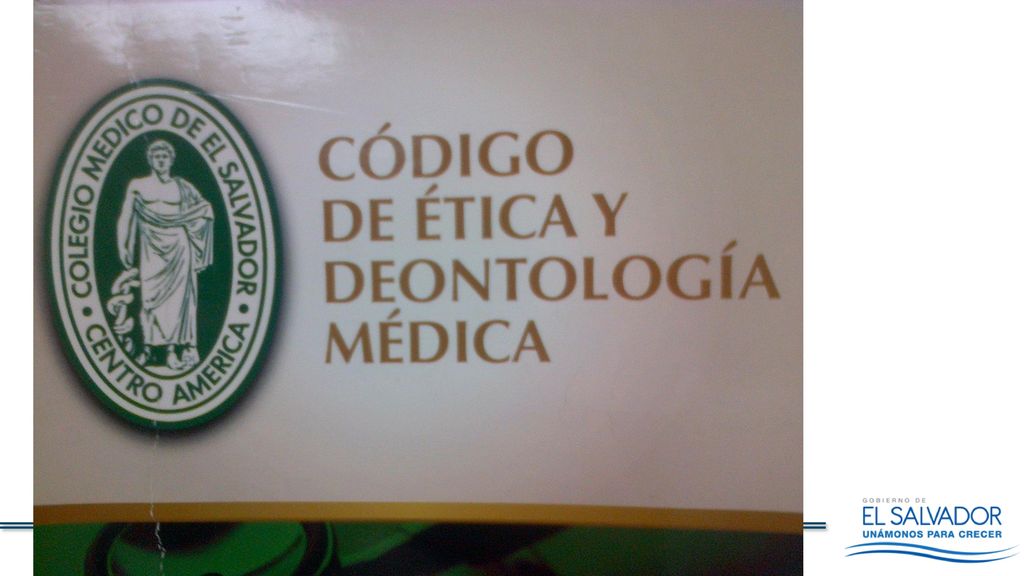 COLEGIO MEDICO DE EL SALVADOR
• CENTRO AMERICA •
CÓDIGO
DE ÉTICA Y
DEONTOLOGÍA
MÉDICA
GOBIERNO DE
EL SALVADOR
UNÁMONOS PARA CRECER